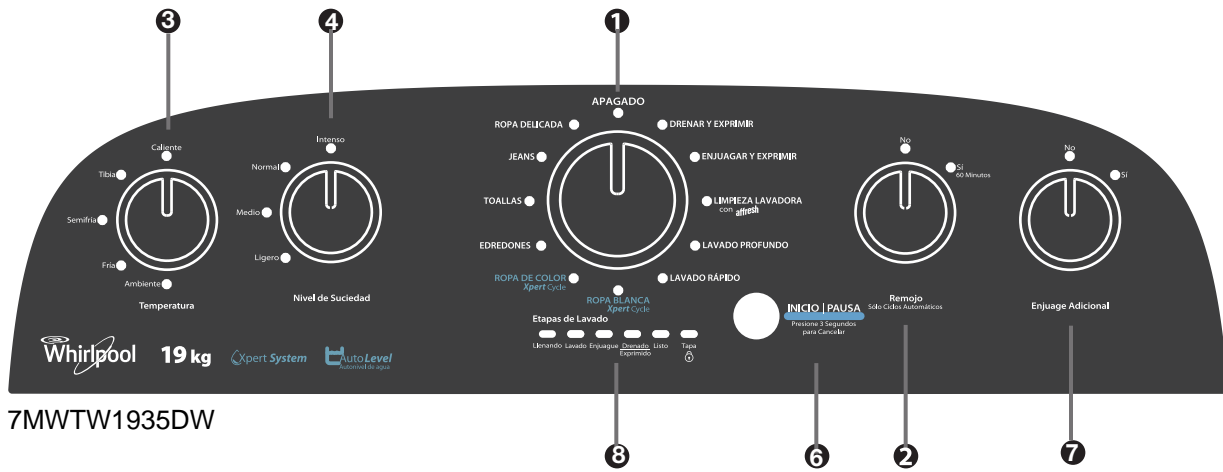 3
4
1
APAGADO
ROPA DELICADA
DRENAR Y EXPRIMIR
JEANS
ENJUAGAR Y EXPRIMIR
TOALLAS
LIMPIEZA LAVADORA
con affresh
EDREDONES
LAVADO PROFUNDO
ROPA DE COLOR
Xpert Cycle
LAVADO RÁPIDO
ROPA BLANCA
Xpert Cycle
Caliente
Tibia
Semifría
Fría
Ambiente
Temperatura
Intenso
Normal
Medio
Ligero
Nivel de Suciedad
No
Sí
60 Minutos
Remojo
Sólo Ciclos Automáticos
No
Sí
Enjuage Adicional
INICIO | PAUSA
Presione 3 Segundos
para Cancelar
Etapas de Lavado
Llenando Lavado Enjuague Drenado Listo Tapa
Exprimido
Whirlpool 19 kg Xpert System Auto Level
Autonivel de agua
7MWTW1935DW
8
6
2
7